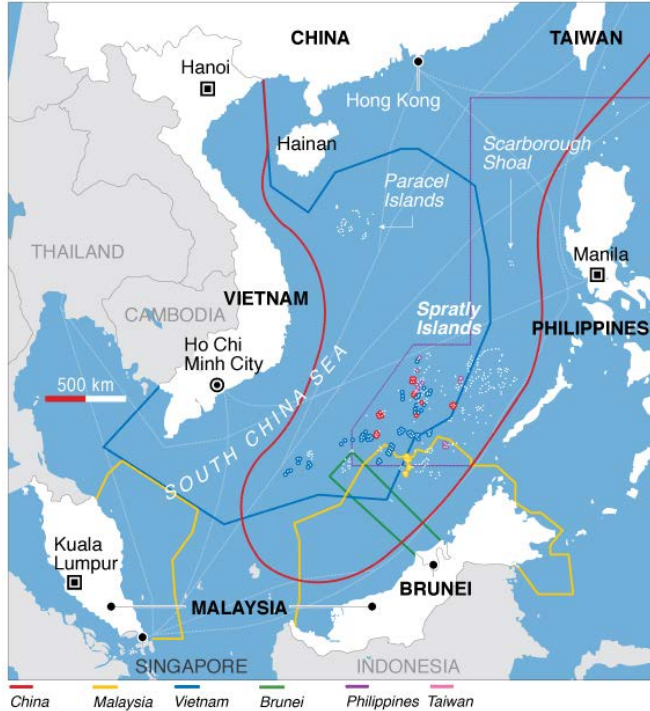 CHINA
TAIWAN
Hanoi
Hong Kong
Hainan
Scarborough
Shoal
Paracel
Islands
THAILAND
Manila
VIETNAM
CAMBODIA
Spratly
Islands
PHILIPPINES
Ho Chi
Minh City
500 km
SOUTH CHINA SEA
Kuala
Lumpur
BRUNEI
MALAYSIA
SINGAPORE
INDONESIA
China
Malaysia
Vietnam
Brunei
Philippines
Taiwan